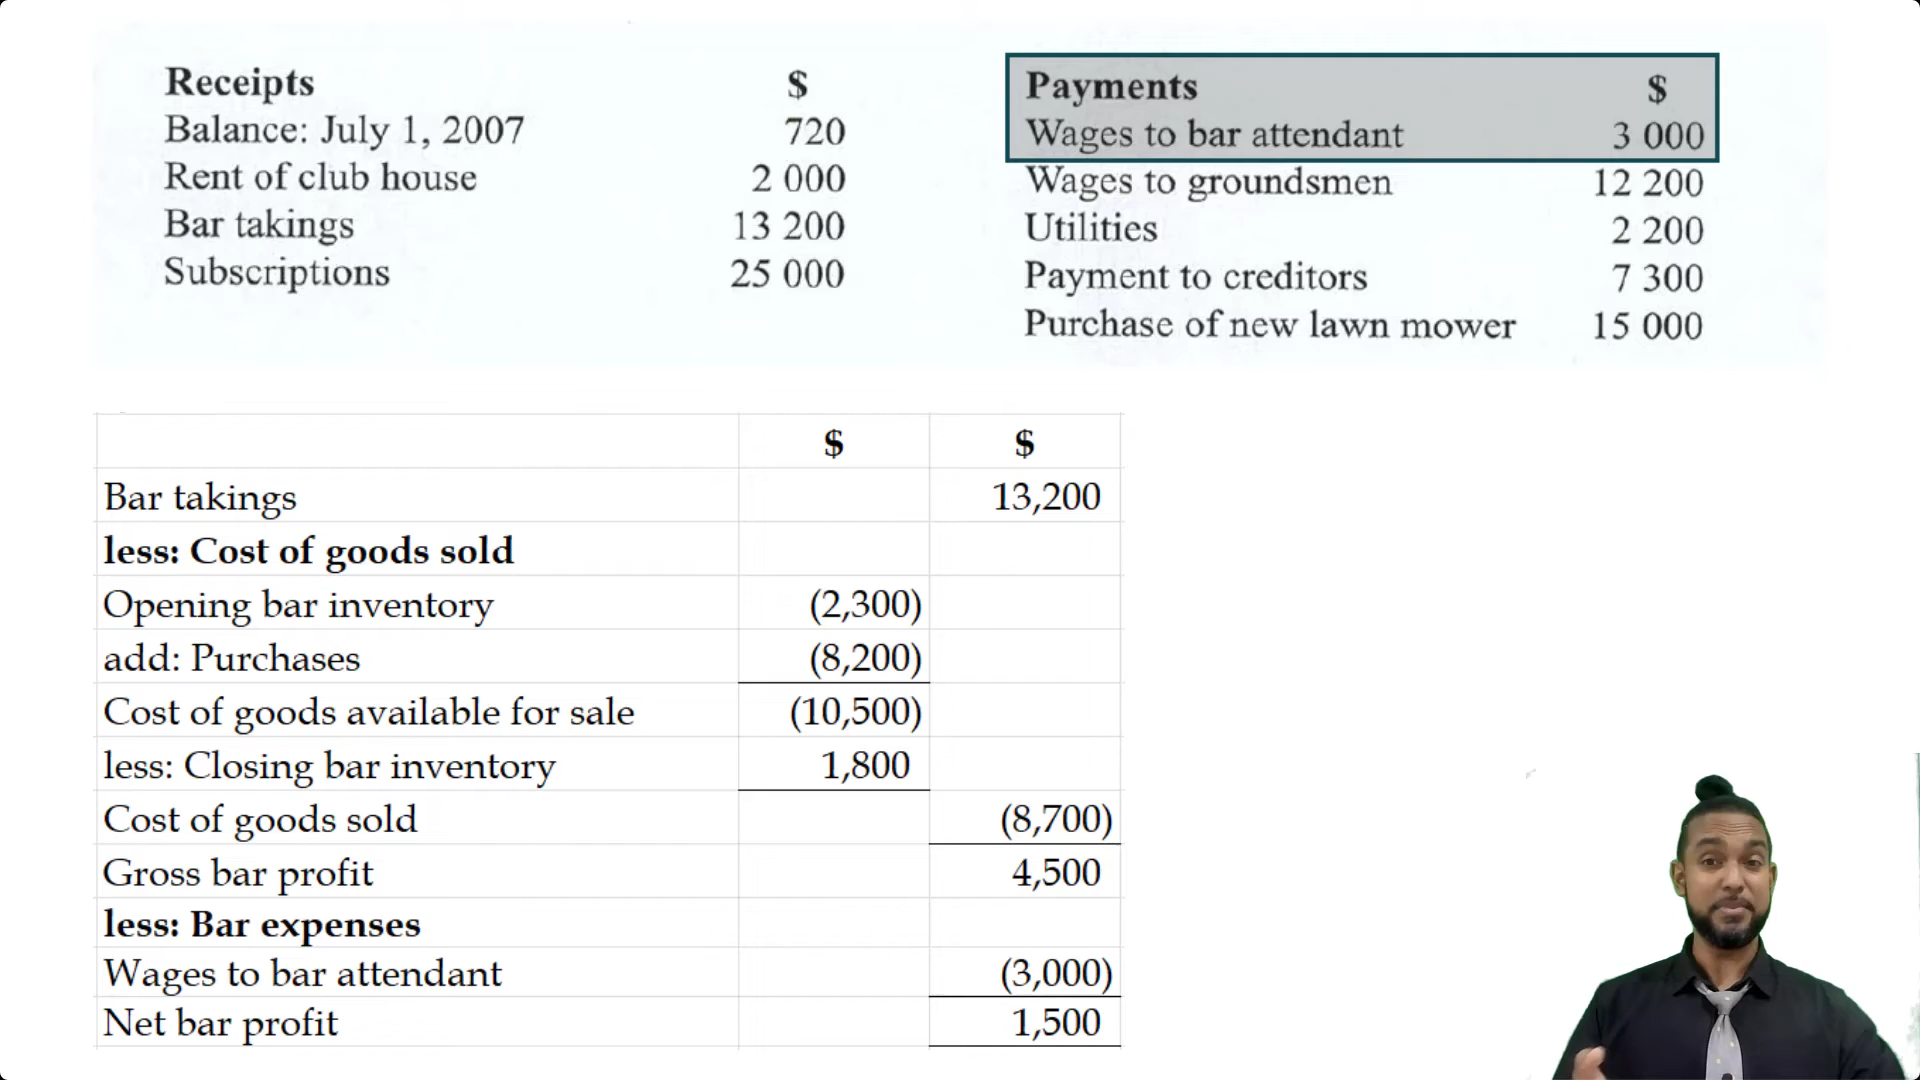 Receipts $
Balance: July 1, 2007 720
Rent of club house 2 000
Bar takings 13 200
Subscriptions 25 000
Payments $
Wages to bar attendant 3 000
Wages to groundsmen 12 200
Utilities 2 200
Payment to creditors 7 300
Purchase of new lawn mower 15 000
$ $
Bar takings 13,200
less: Cost of goods sold
Opening bar inventory (2,300)
add: Purchases (8,200)
Cost of goods available for sale (10,500)
less: Closing bar inventory 1,800
Cost of goods sold (8,700)
Gross bar profit 4,500
less: Bar expenses
Wages to bar attendant (3,000)
Net bar profit 1,500